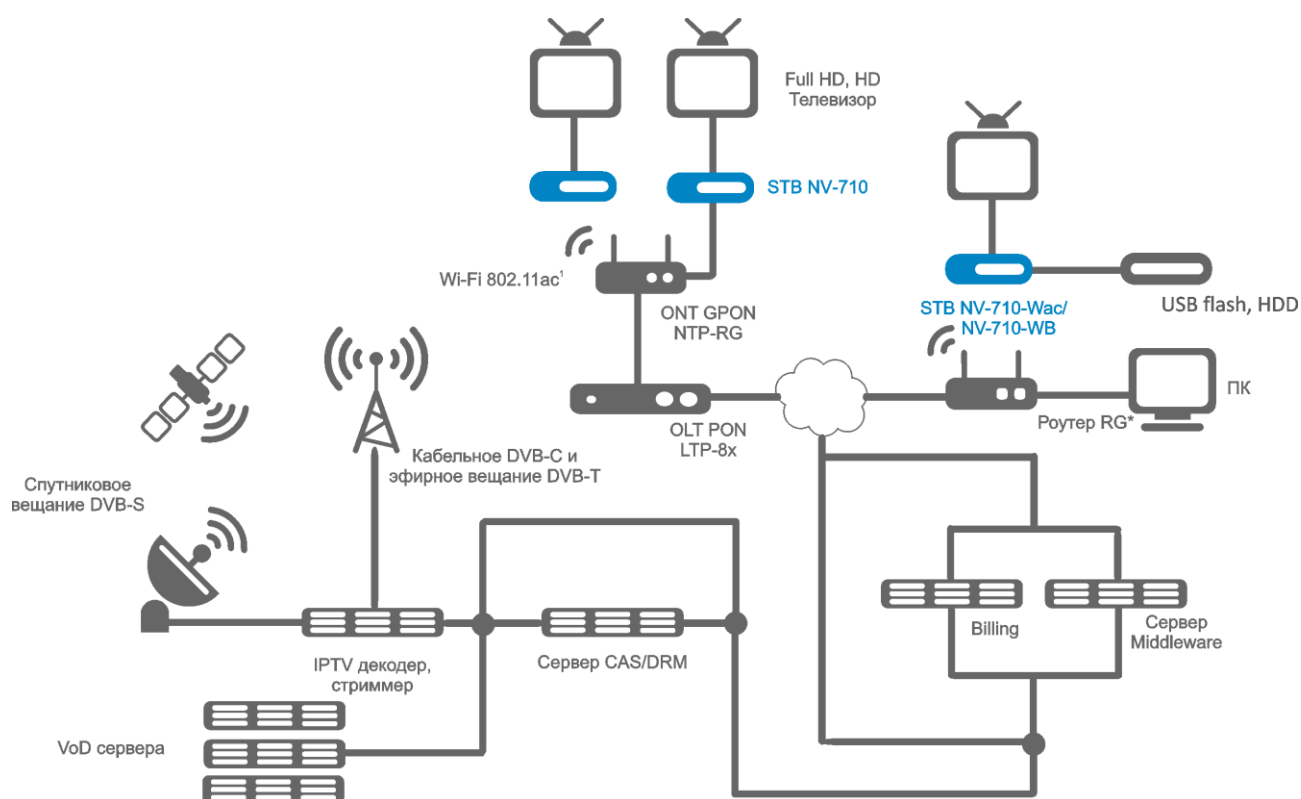 Full HD, HD
Телевизор
STB NV-710
Wi-Fi 802.11ac¹
ONT GPON
NTP-RG
STB NV-710-Wac/
NV-710-WB
USB flash, HDD
ПК
Роутер RG*
OLT PON
LTP-8x
Кабельное DVB-C и
эфирное вещание DVB-T
Спутниковое
вещание DVB-S
IPTV декодер,
стриммер
Сервер CAS/DRM
Billing
Сервер
Middleware
VoD сервера